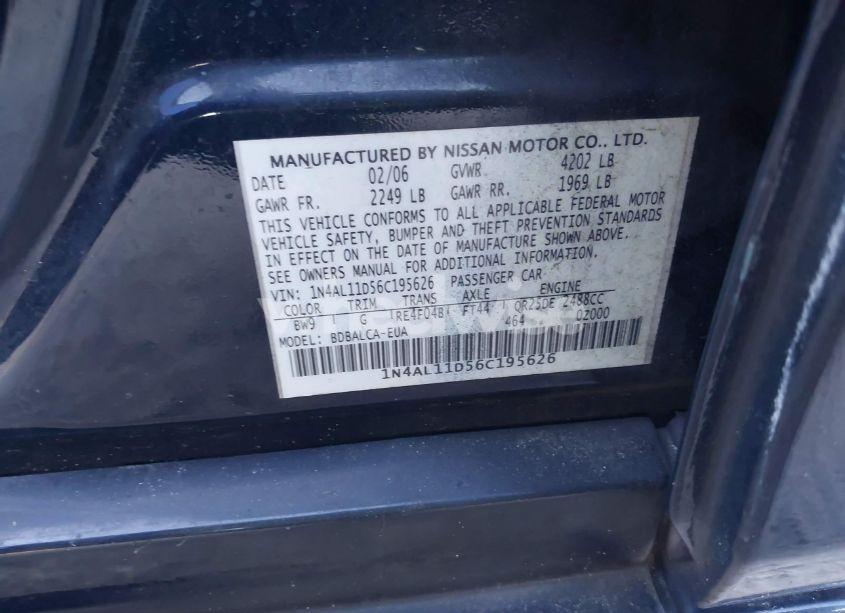 MANUFACTURED BY NISSAN MOTOR CO., LTD.
DATE 02/06 GVWR 4202 LB
GAWR FR. 2249 LB GAWR RR. 1969 LB
THIS VEHICLE CONFORMS TO ALL APPLICABLE FEDERAL MOTOR
VEHICLE SAFETY, BUMPER AND THEFT PREVENTION STANDARDS
IN EFFECT ON THE DATE OF MANUFACTURE SHOWN ABOVE.
SEE OWNERS MANUAL FOR ADDITIONAL INFORMATION.
VIN: 1N4AL11D56C195626 PASSENGER CAR
COLOR TRIM TRANS AXLE ENGINE
BW9 G RE4F04B FT44 QR25DE 2488CC
464 0Z000
MODEL: BDBALCA-EUA
1N4AL11D56C195626